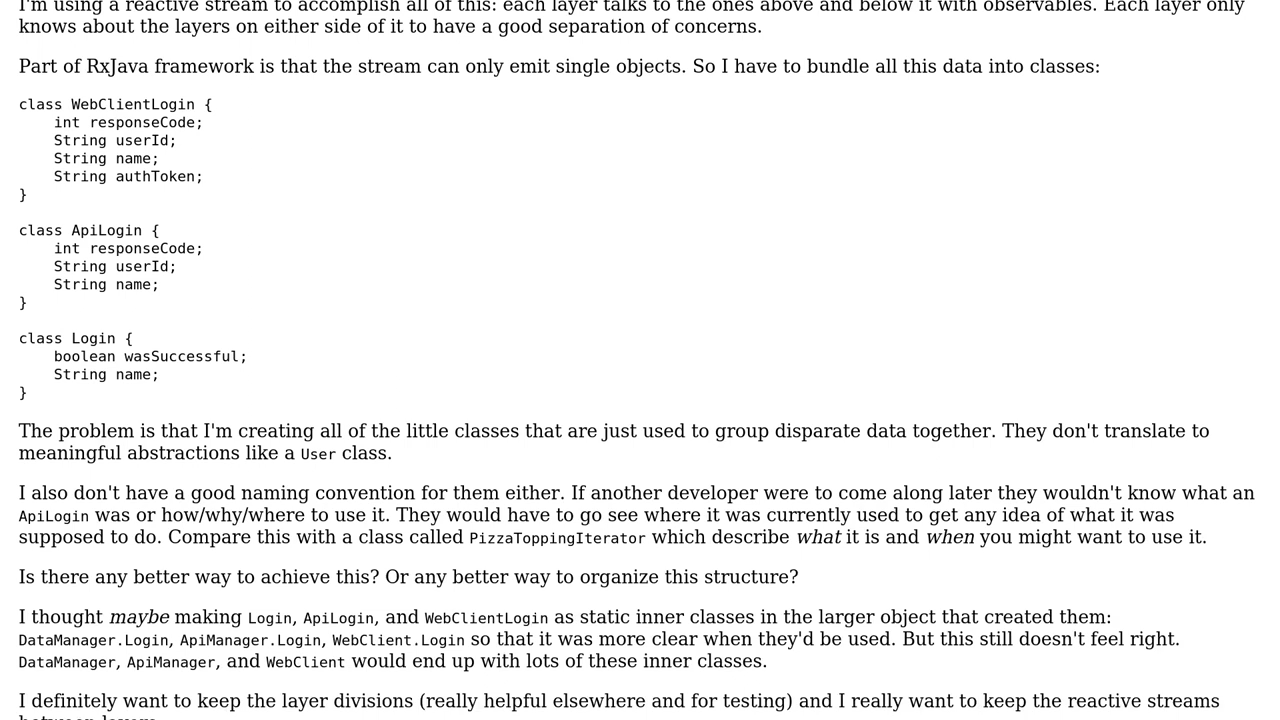 I'm using a reactive stream to accomplish all of this: each layer talks to the ones above and below it with observables. Each layer only
knows about the layers on either side of it to have a good separation of concerns.
Part of RxJava framework is that the stream can only emit single objects. So I have to bundle all this data into classes:
class WebClientLogin {
    int responseCode;
    String userId;
    String name;
    String authToken;
}
class ApiLogin {
    int responseCode;
    String userId;
    String name;
}
class Login {
    boolean wasSuccessful;
    String name;
}
The problem is that I'm creating all of the little classes that are just used to group disparate data together. They don't translate to
meaningful abstractions like a User class.
I also don't have a good naming convention for them either. If another developer were to come along later they wouldn't know what an
ApiLogin was or how/why/where to use it. They would have to go see where it was currently used to get any idea of what it was
supposed to do. Compare this with a class called PizzaToppingIterator which describe what it is and when you might want to use it.
Is there any better way to achieve this? Or any better way to organize this structure?
I thought maybe making Login, ApiLogin, and WebClientLogin as static inner classes in the larger object that created them:
DataManager.Login, ApiManager.Login, WebClient.Login so that it was more clear when they'd be used. But this still doesn't feel right.
DataManager, ApiManager, and WebClient would end up with lots of these inner classes.
I definitely want to keep the layer divisions (really helpful elsewhere and for testing) and I really want to keep the reactive streams
between layers.